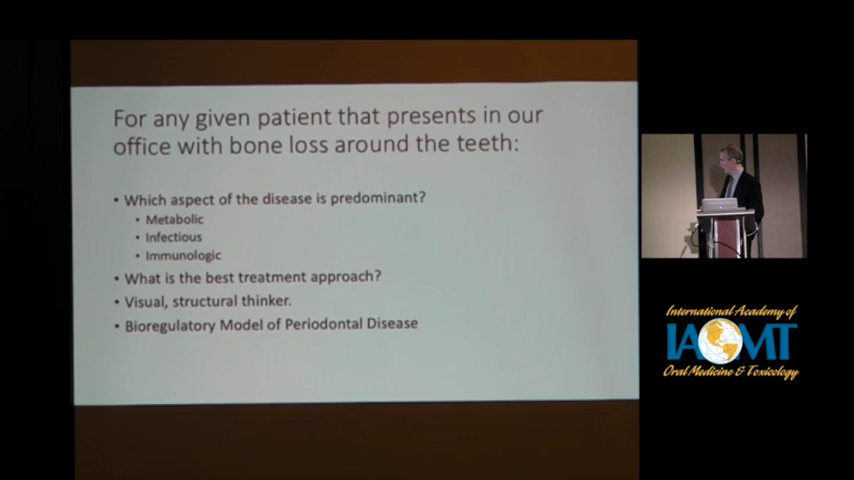 For any given patient that presents in our
office with bone loss around the teeth:
• Which aspect of the disease is predominant?
• Metabolic
• Infectious
• Immunologic
• What is the best treatment approach?
• Visual, structural thinker.
• Bioregulatory Model of Periodontal Disease
International Academy of
IAOMT
Oral Medicine & Toxicology